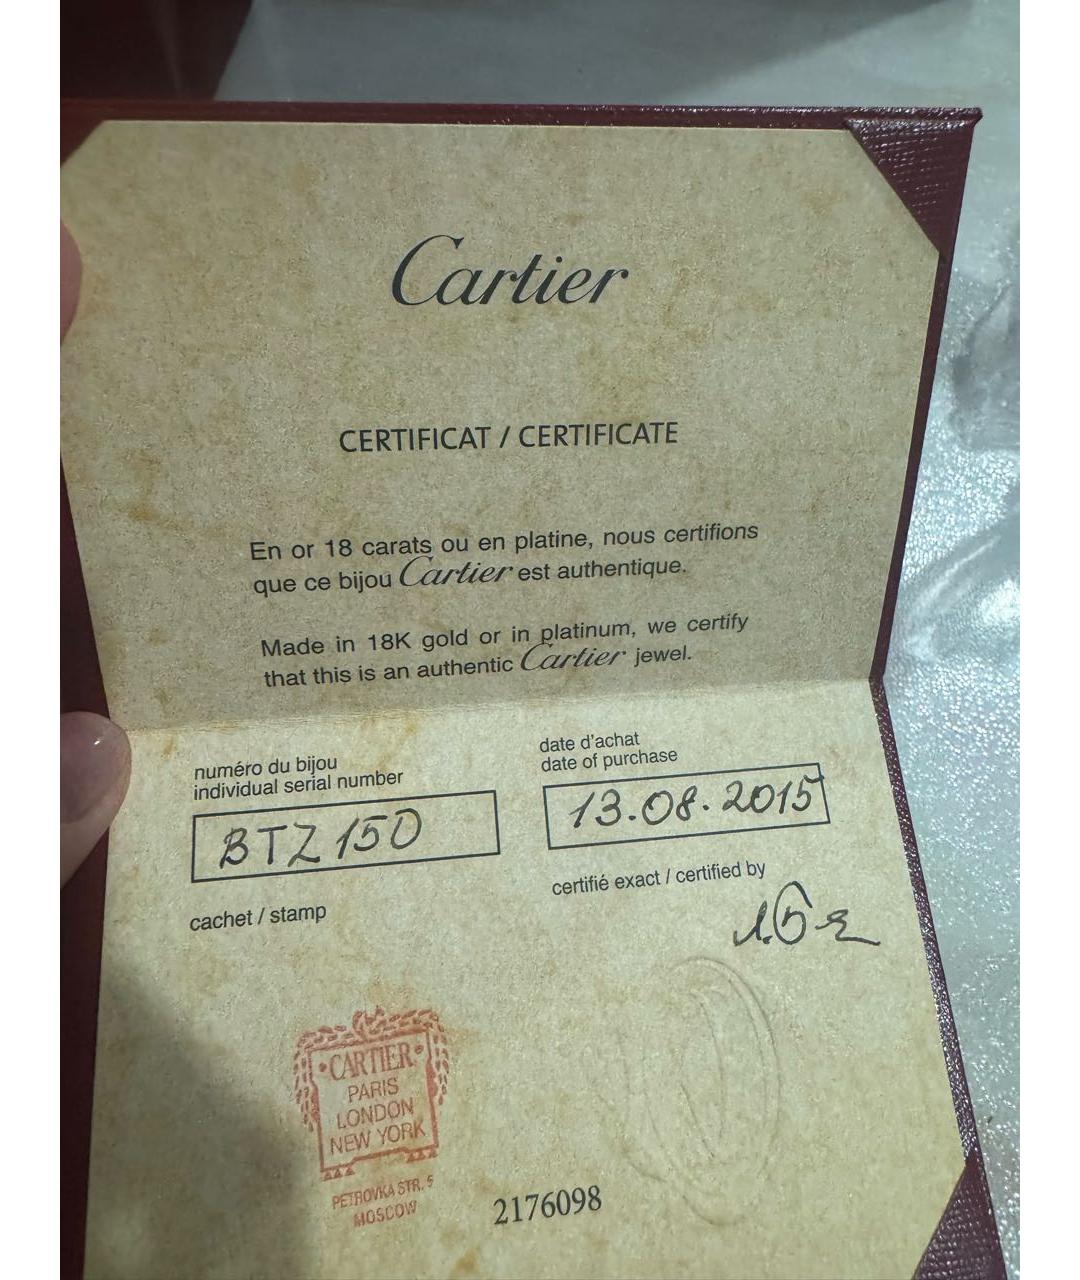 Cartier
CERTIFICAT / CERTIFICATE
En or 18 carats ou en platine, nous certifions
que ce bijou Cartier est authentique.
Made in 18K gold or in platinum, we certify
that this is an authentic Cartier jewel.
numéro du bijou
individual serial number
BTZ150
date d'achat
date of purchase
13.08.2015
cachet / stamp
certifié exact / certified by
CARTIER
PARIS
LONDON
NEW YORK
PETROVKA STR. 5
MOSCOW
2176098